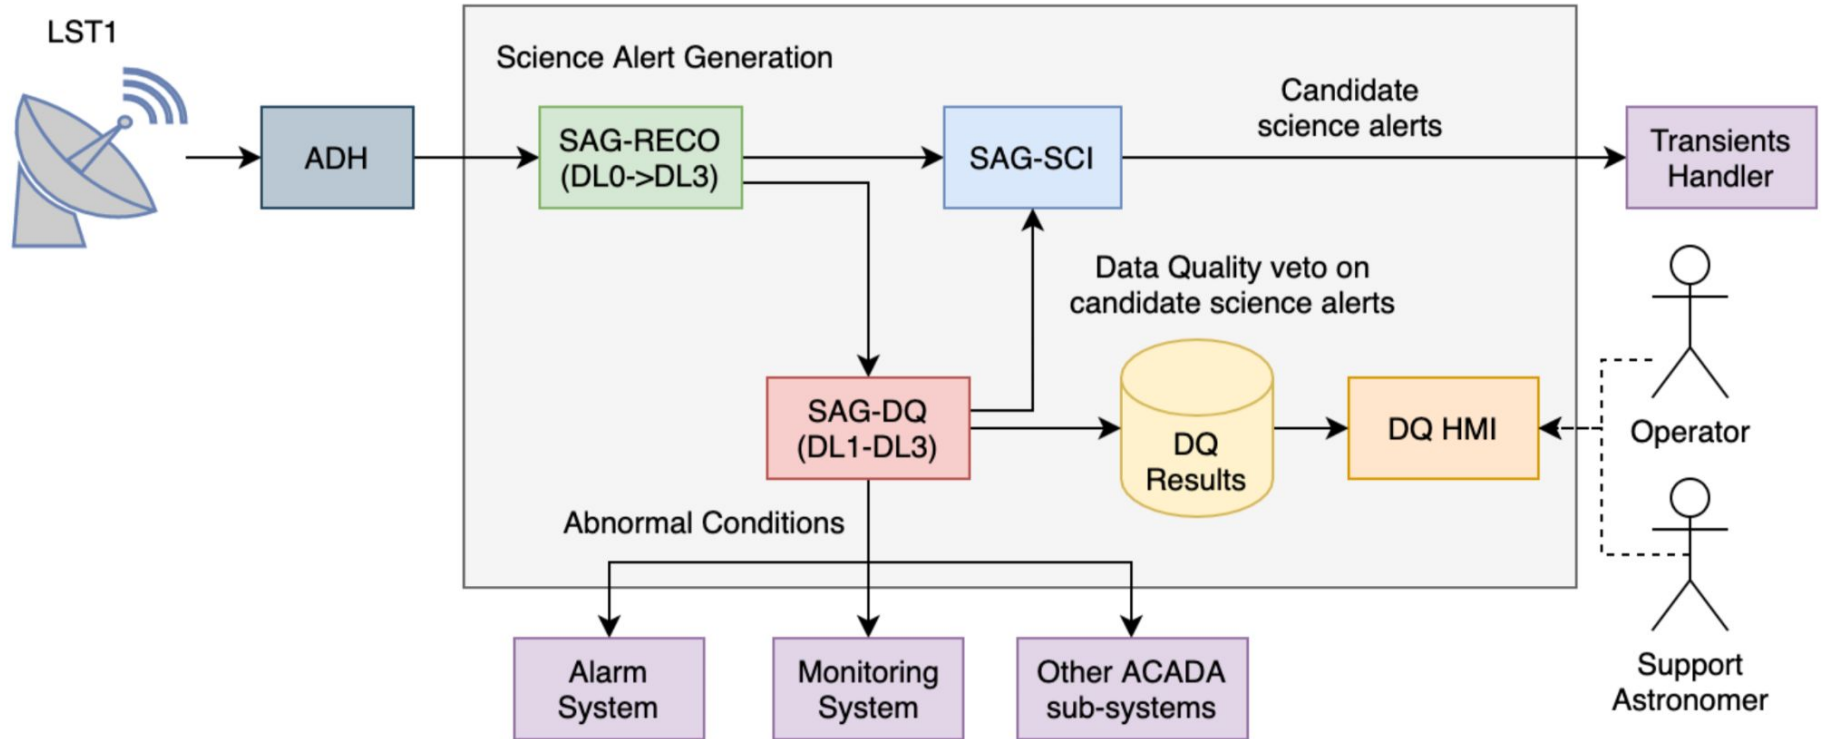 LST1
Science Alert Generation
ADH
SAG-RECO
(DL0->DL3)
SAG-SCI
Candidate
science alerts
Transients
Handler
Data Quality veto on
candidate science alerts
SAG-DQ
(DL1-DL3)
DQ
Results
DQ HMI
Operator
Abnormal Conditions
Alarm
System
Monitoring
System
Other ACADA
sub-systems
Support
Astronomer